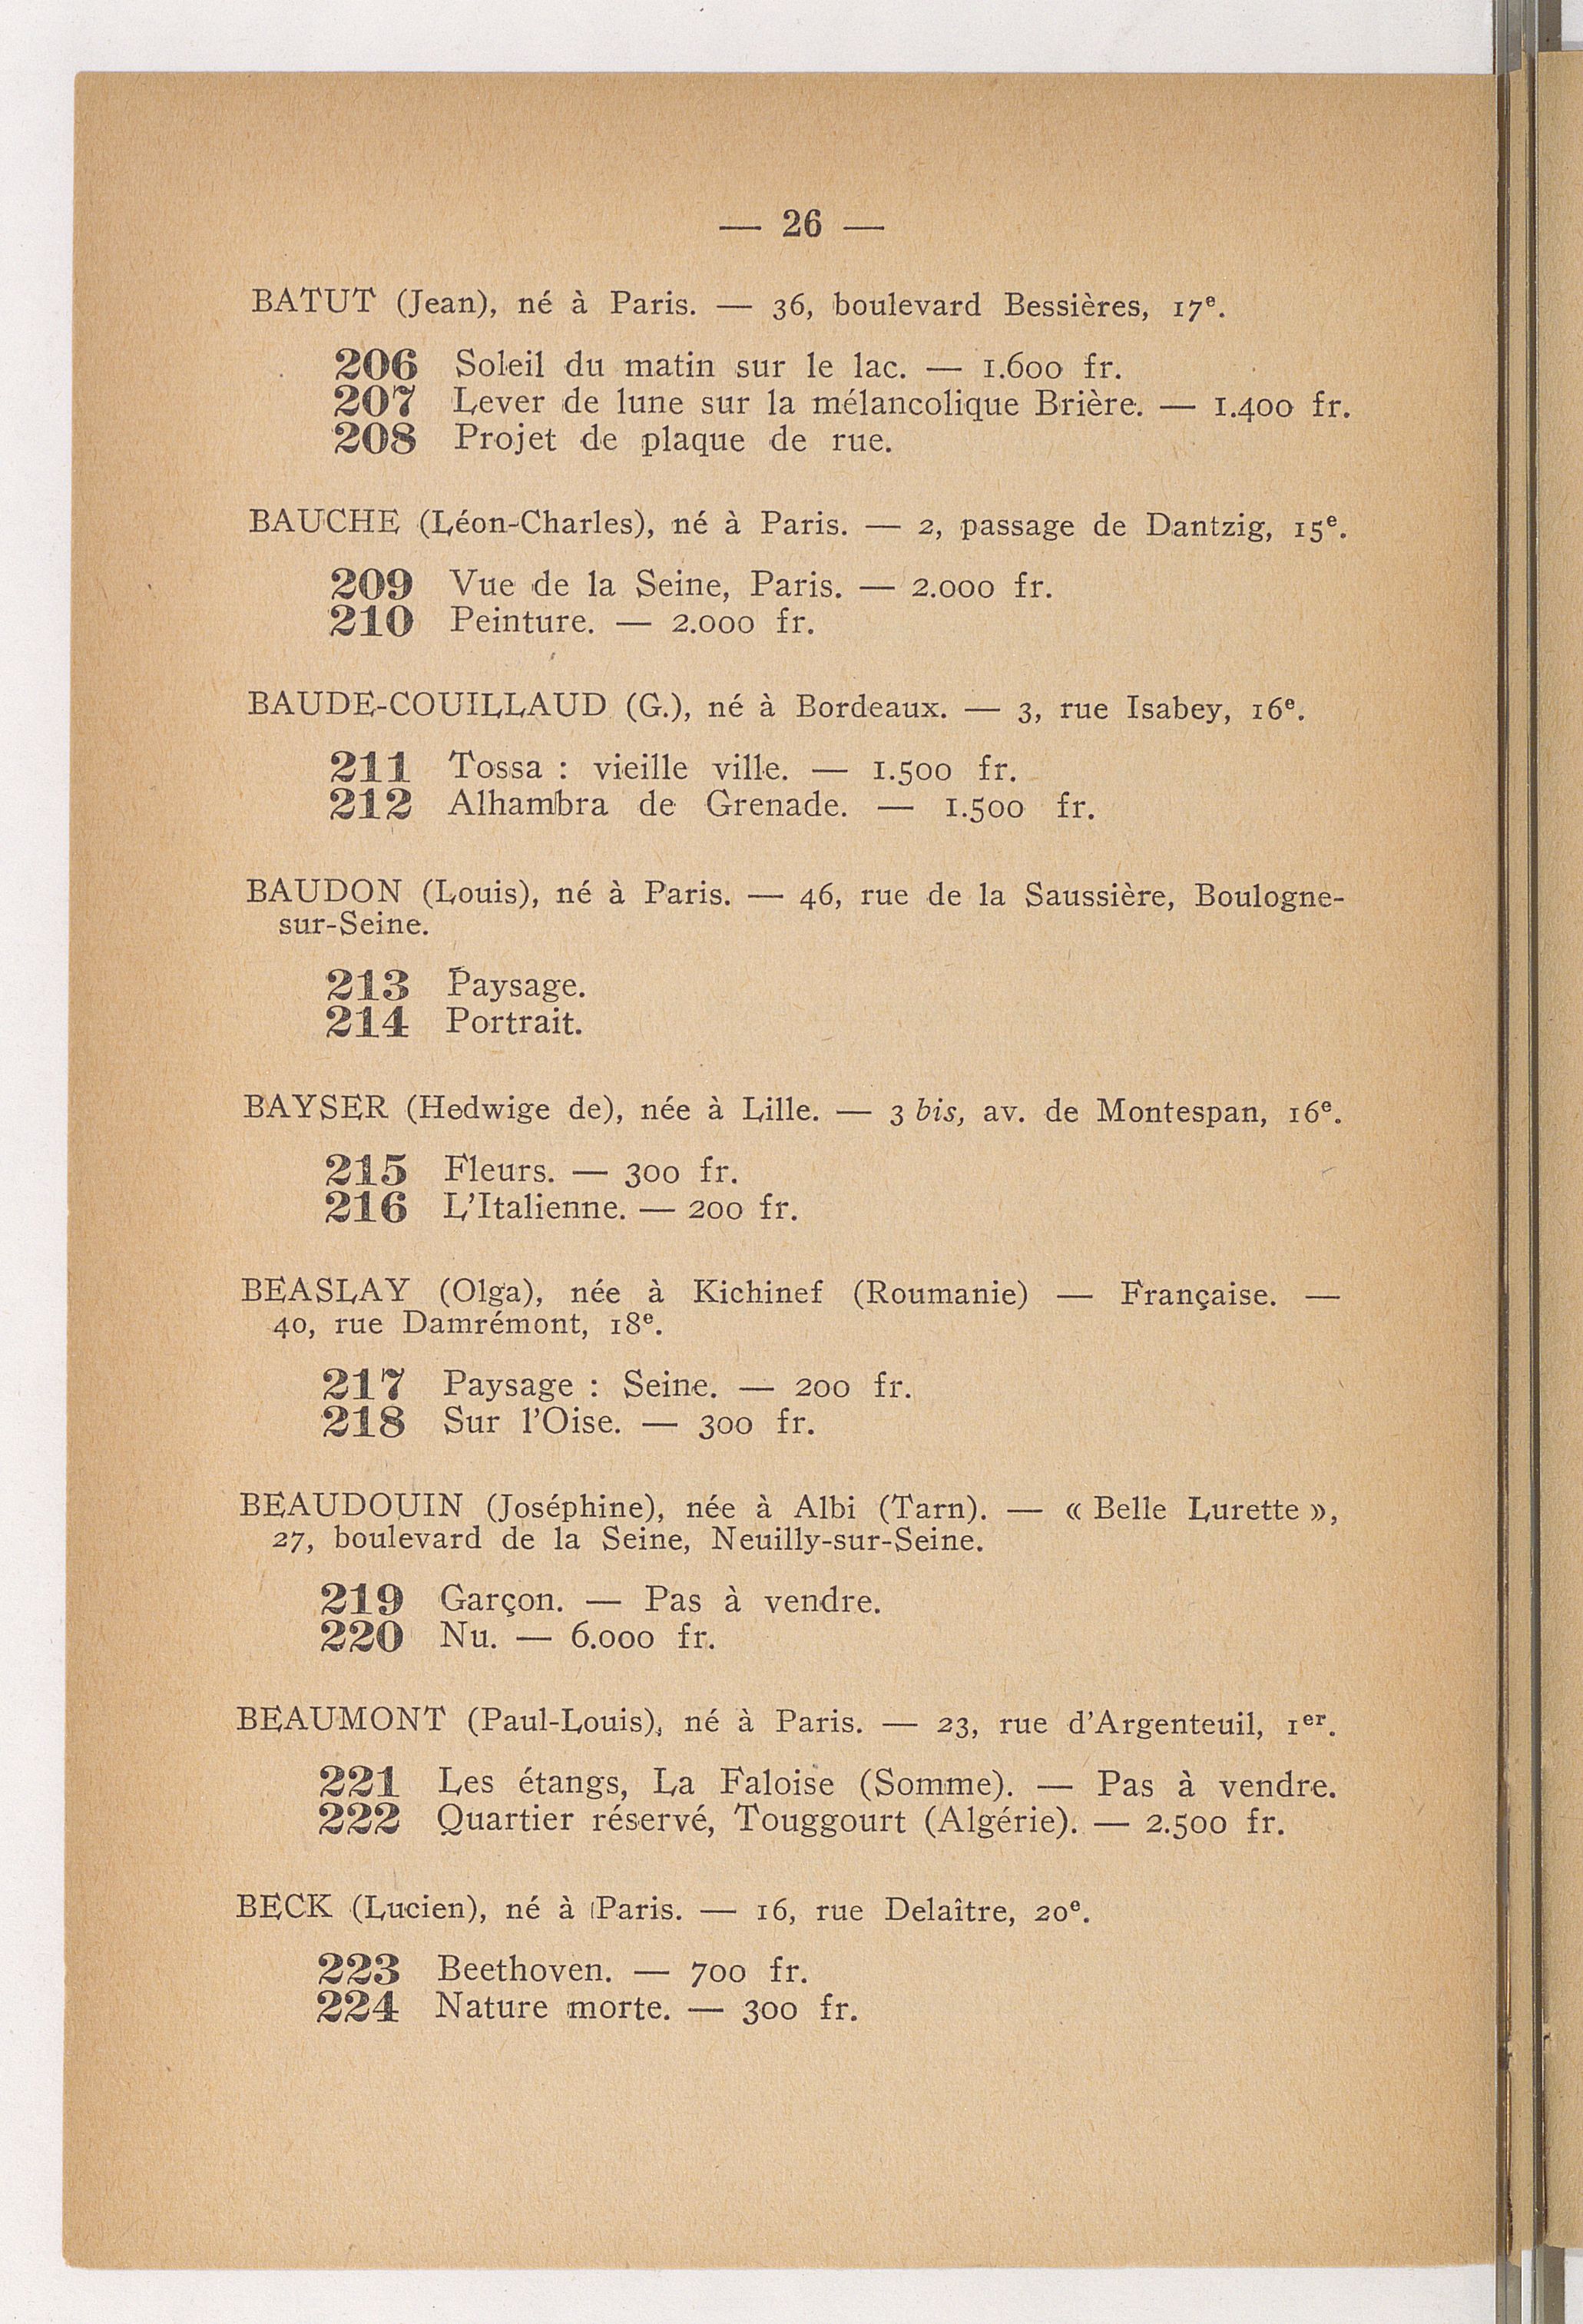 — 26 —
BATUT (Jean), né à Paris. — 36, boulevard Bessières, 17e.
206 Soleil du matin sur le lac. — 1.600 fr.
207 Lever de lune sur la mélancolique Brière. — 1.400 fr.
208 Projet de plaque de rue.
BAUCHE (Léon-Charles), né à Paris. — 2, passage de Dantzig, 15e.
209 Vue de la Seine, Paris. — 2.000 fr.
210 Peinture. — 2.000 fr.
BAUDE-COUILLAUD (G.), né à Bordeaux. — 3, rue Isabey, 16e.
211 Tossa : vieille ville. — 1.500 fr.
212 Alhambra de Grenade. — 1.500 fr.
BAUDON (Louis), né à Paris. — 46, rue de la Saussière, Boulogne-
sur-Seine.
213 Paysage.
214 Portrait.
BAYSER (Hedwige de), née à Lille. — 3 bis, av. de Montespan, 16e.
215 Fleurs. — 300 fr.
216 L'Italienne. — 200 fr.
BEASLAY (Olga), née à Kichinef (Roumanie) — Française. —
40, rue Damrémont, 18e.
217 Paysage : Seine. — 200 fr.
218 Sur l'Oise. — 300 fr.
BEAUDOUIN (Joséphine), née à Albi (Tarn). — « Belle Lurette »,
27, boulevard de la Seine, Neuilly-sur-Seine.
219 Garçon. — Pas à vendre.
220 Nu. — 6.000 fr.
BEAUMONT (Paul-Louis), né à Paris. — 23, rue d'Argenteuil, 1er.
221 Les étangs, La Faloise (Somme). — Pas à vendre.
222 Quartier réservé, Touggourt (Algérie). — 2.500 fr.
BECK (Lucien), né à Paris. — 16, rue Delaître, 20e.
223 Beethoven. — 700 fr.
224 Nature morte. — 300 fr.